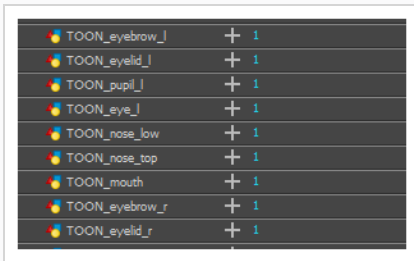 TOON_eyebrow_l 1
TOON_eyelid_l 1
TOON_pupil_l 1
TOON_eye_l 1
TOON_nose_low 1
TOON_nose_top 1
TOON_mouth 1
TOON_eyebrow_r 1
TOON_eyelid_r 1